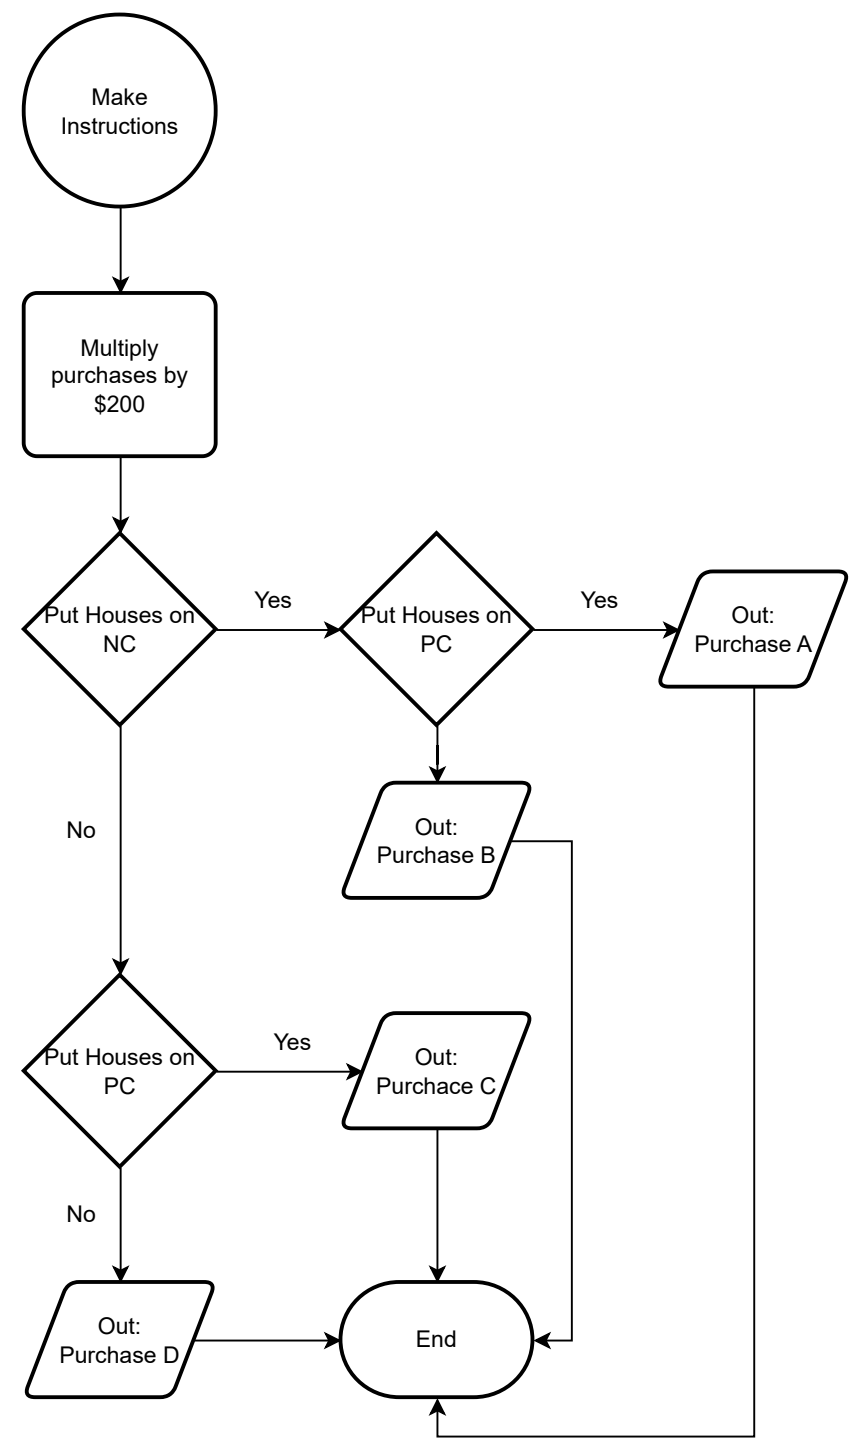 Make
Instructions
Multiply
purchases by
$200
Put Houses on
NC
Yes
Put Houses on
PC
Yes
Out:
Purchase A
No
Out:
Purchase B
Put Houses on
PC
Yes
Out:
Purchace C
No
Out:
Purchase D
End